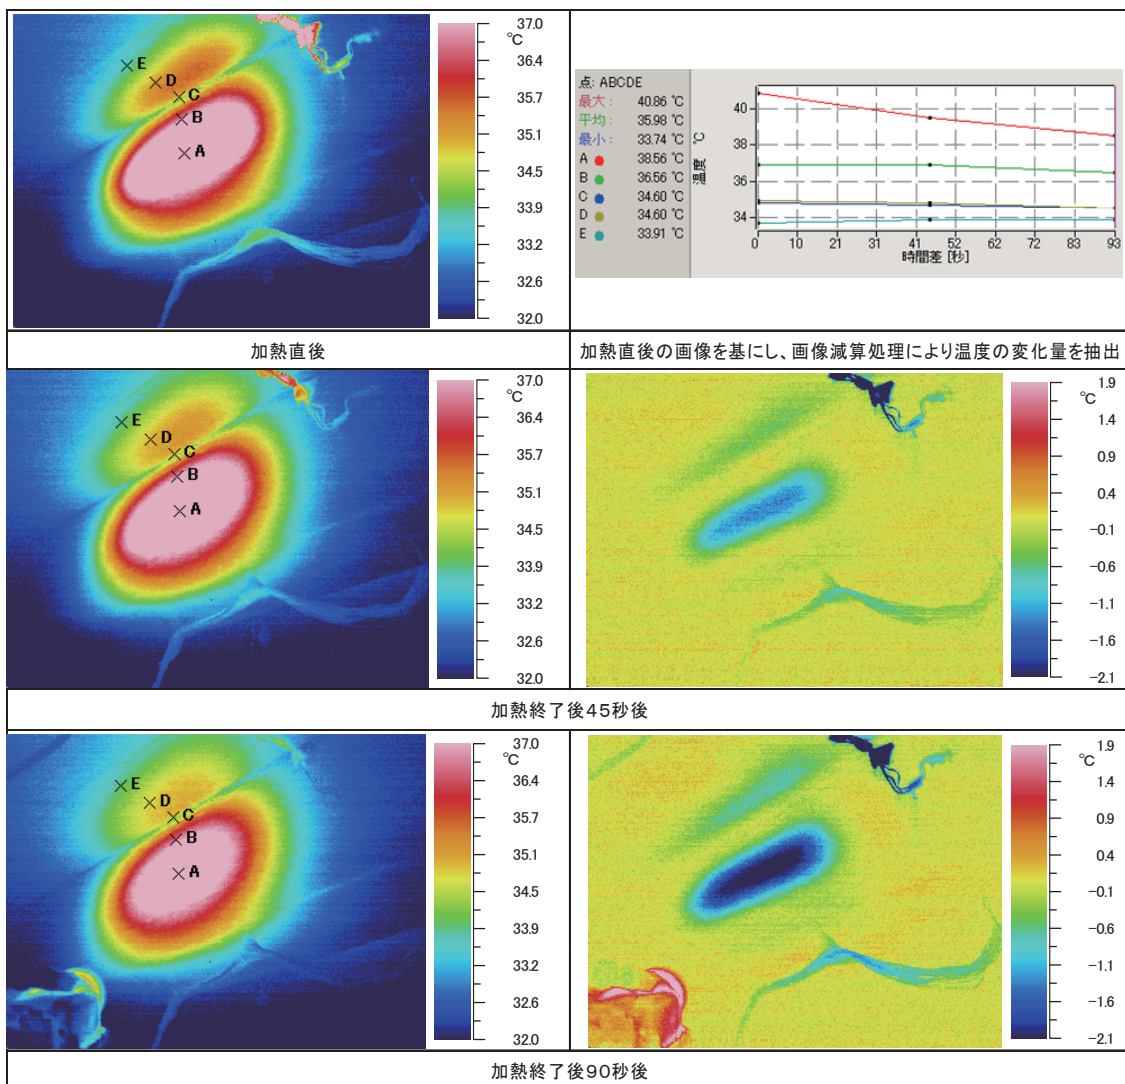 37.0
℃
36.4
35.7
35.1
34.5
33.9
33.2
32.6
32.0
E
D
C
B
A
点: ABCDE
最大 : 40.86 ℃
平均 : 35.98 ℃
最小 : 33.74 ℃
A 38.56 ℃
B 36.56 ℃
C 34.60 ℃
D 34.60 ℃
E 33.91 ℃
温度 ℃
40
38
36
34
0 10 21 31 41 52 62 72 83 93
時間差 [秒]
加熱直後
加熱直後の画像を基にし、画像減算処理により温度の変化量を抽出
37.0
℃
36.4
35.7
35.1
34.5
33.9
33.2
32.6
32.0
E
D
C
B
A
1.9
℃
1.4
0.9
0.4
−0.1
−0.6
−1.1
−1.6
−2.1
加熱終了後45秒後
37.0
℃
36.4
35.7
35.1
34.5
33.9
33.2
32.6
32.0
E
D
C
B
A
1.9
℃
1.4
0.9
0.4
−0.1
−0.6
−1.1
−1.6
−2.1
加熱終了後90秒後